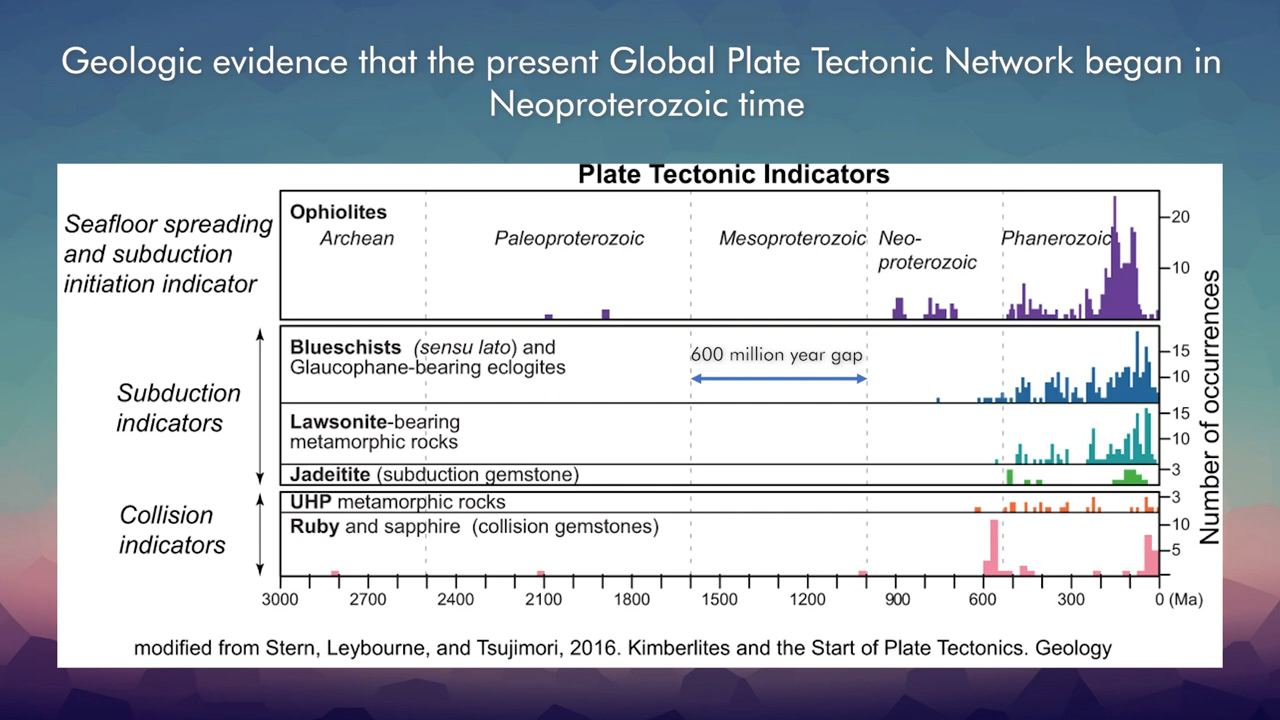 Geologic evidence that the present Global Plate Tectonic Network began in
Neoproterozoic time
Plate Tectonic Indicators
Seafloor spreading
and subduction
initiation indicator
Ophiolites
Archean
Paleoproterozoic
Mesoproterozoic
Neo-
proterozoic
Phanerozoic
20
10
Subduction
indicators
Blueschists (sensu lato) and
Glaucophane-bearing eclogites
600 million year gap
15
10
Lawsonite-bearing
metamorphic rocks
15
10
Jadeitite (subduction gemstone)
3
Collision
indicators
UHP metamorphic rocks
3
Ruby and sapphire (collision gemstones)
10
5
Number of occurrences
3000 2700 2400 2100 1800 1500 1200 900 600 300 0 (Ma)
modified from Stern, Leybourne, and Tsujimori, 2016. Kimberlites and the Start of Plate Tectonics. Geology